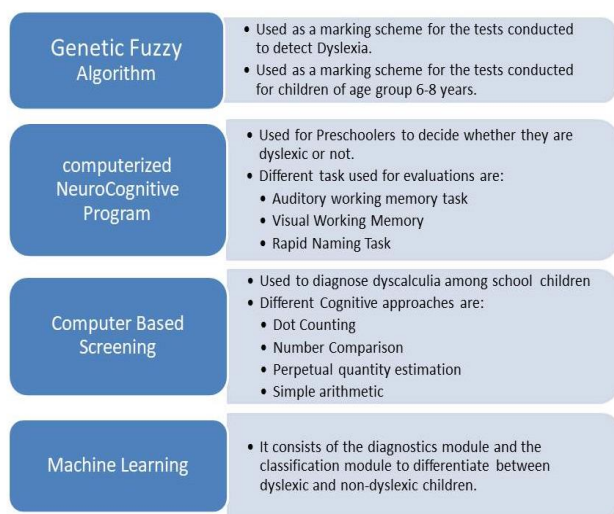 Genetic Fuzzy
Algorithm
• Used as a marking scheme for the tests conducted
to detect Dyslexia.
• Used as a marking scheme for the tests conducted
for children of age group 6-8 years.
computerized
NeuroCognitive
Program
• Used for Preschoolers to decide whether they are
dyslexic or not.
• Different task used for evaluations are:
• Auditory working memory task
• Visual Working Memory
• Rapid Naming Task
Computer Based
Screening
• Used to diagnose dyscalculia among school children
• Different Cognitive approaches are:
• Dot Counting
• Number Comparison
• Perpetual quantity estimation
• Simple arithmetic
Machine Learning
• It consists of the diagnostics module and the
classification module to differentiate between
dyslexic and non-dyslexic children.